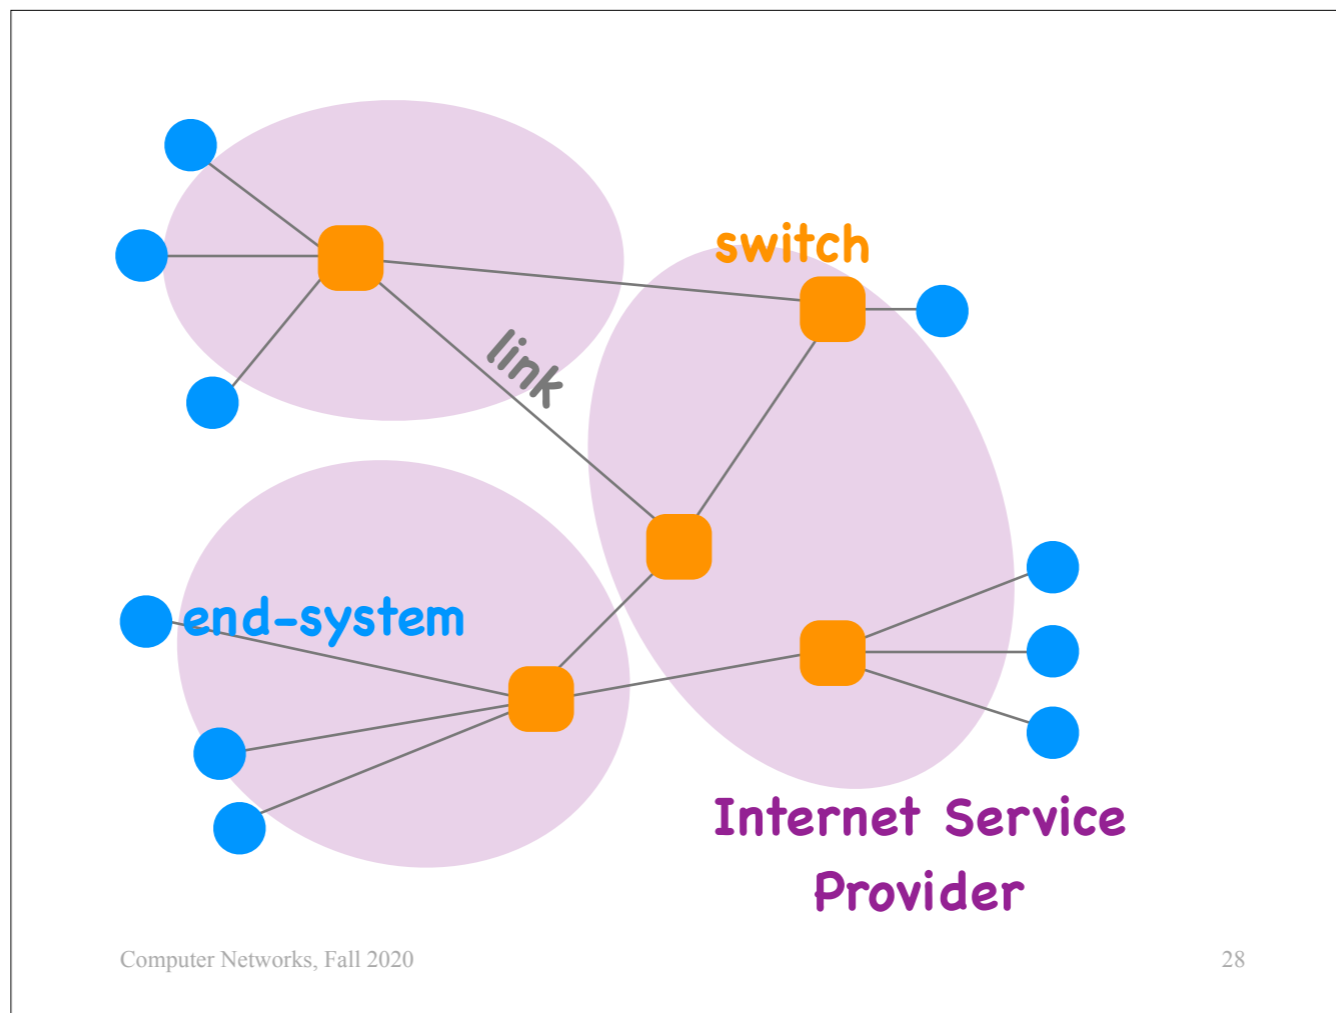 switch
link
end-system
Internet Service
Provider
Computer Networks, Fall 2020
28